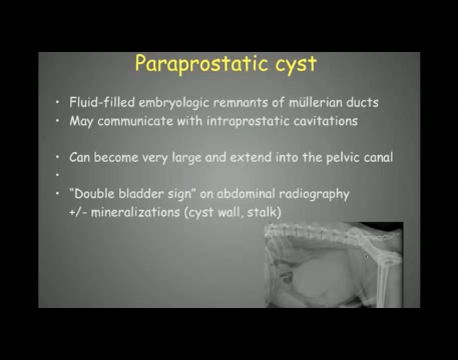 Paraprostatic cyst
• Fluid-filled embryologic remnants of müllerian ducts
• May communicate with intraprostatic cavitations
• Can become very large and extend into the pelvic canal
•
• "Double bladder sign" on abdominal radiography
+/- mineralizations (cyst wall, stalk)